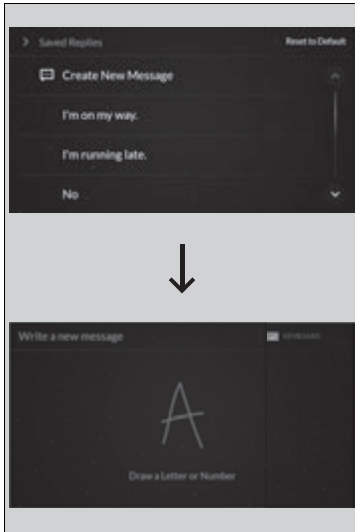 Saved Replies
Reset to Default
Create New Message
I'm on my way.
I'm running late.
No
Write a new message
KEYBOARD
A
Draw a Letter or Number